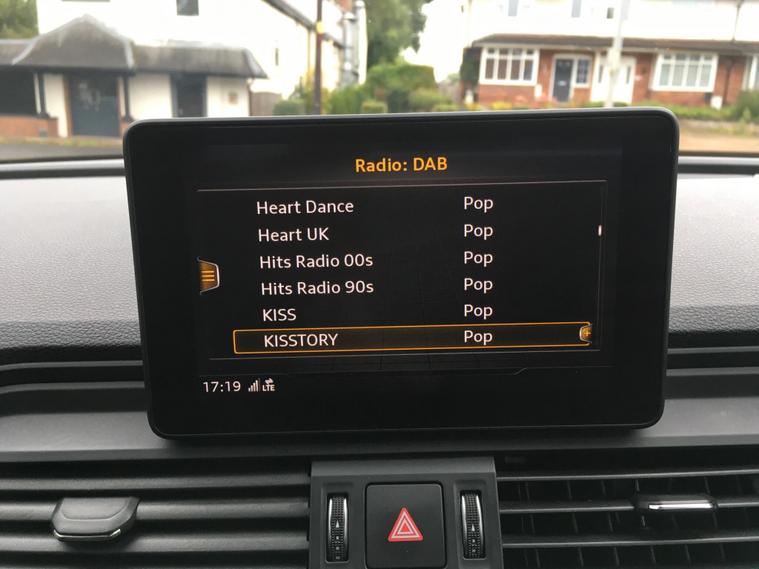 Radio: DAB
Heart Dance Pop
Heart UK Pop
Hits Radio 00s Pop
Hits Radio 90s Pop
KISS Pop
KISSTORY Pop
17:19 LTE